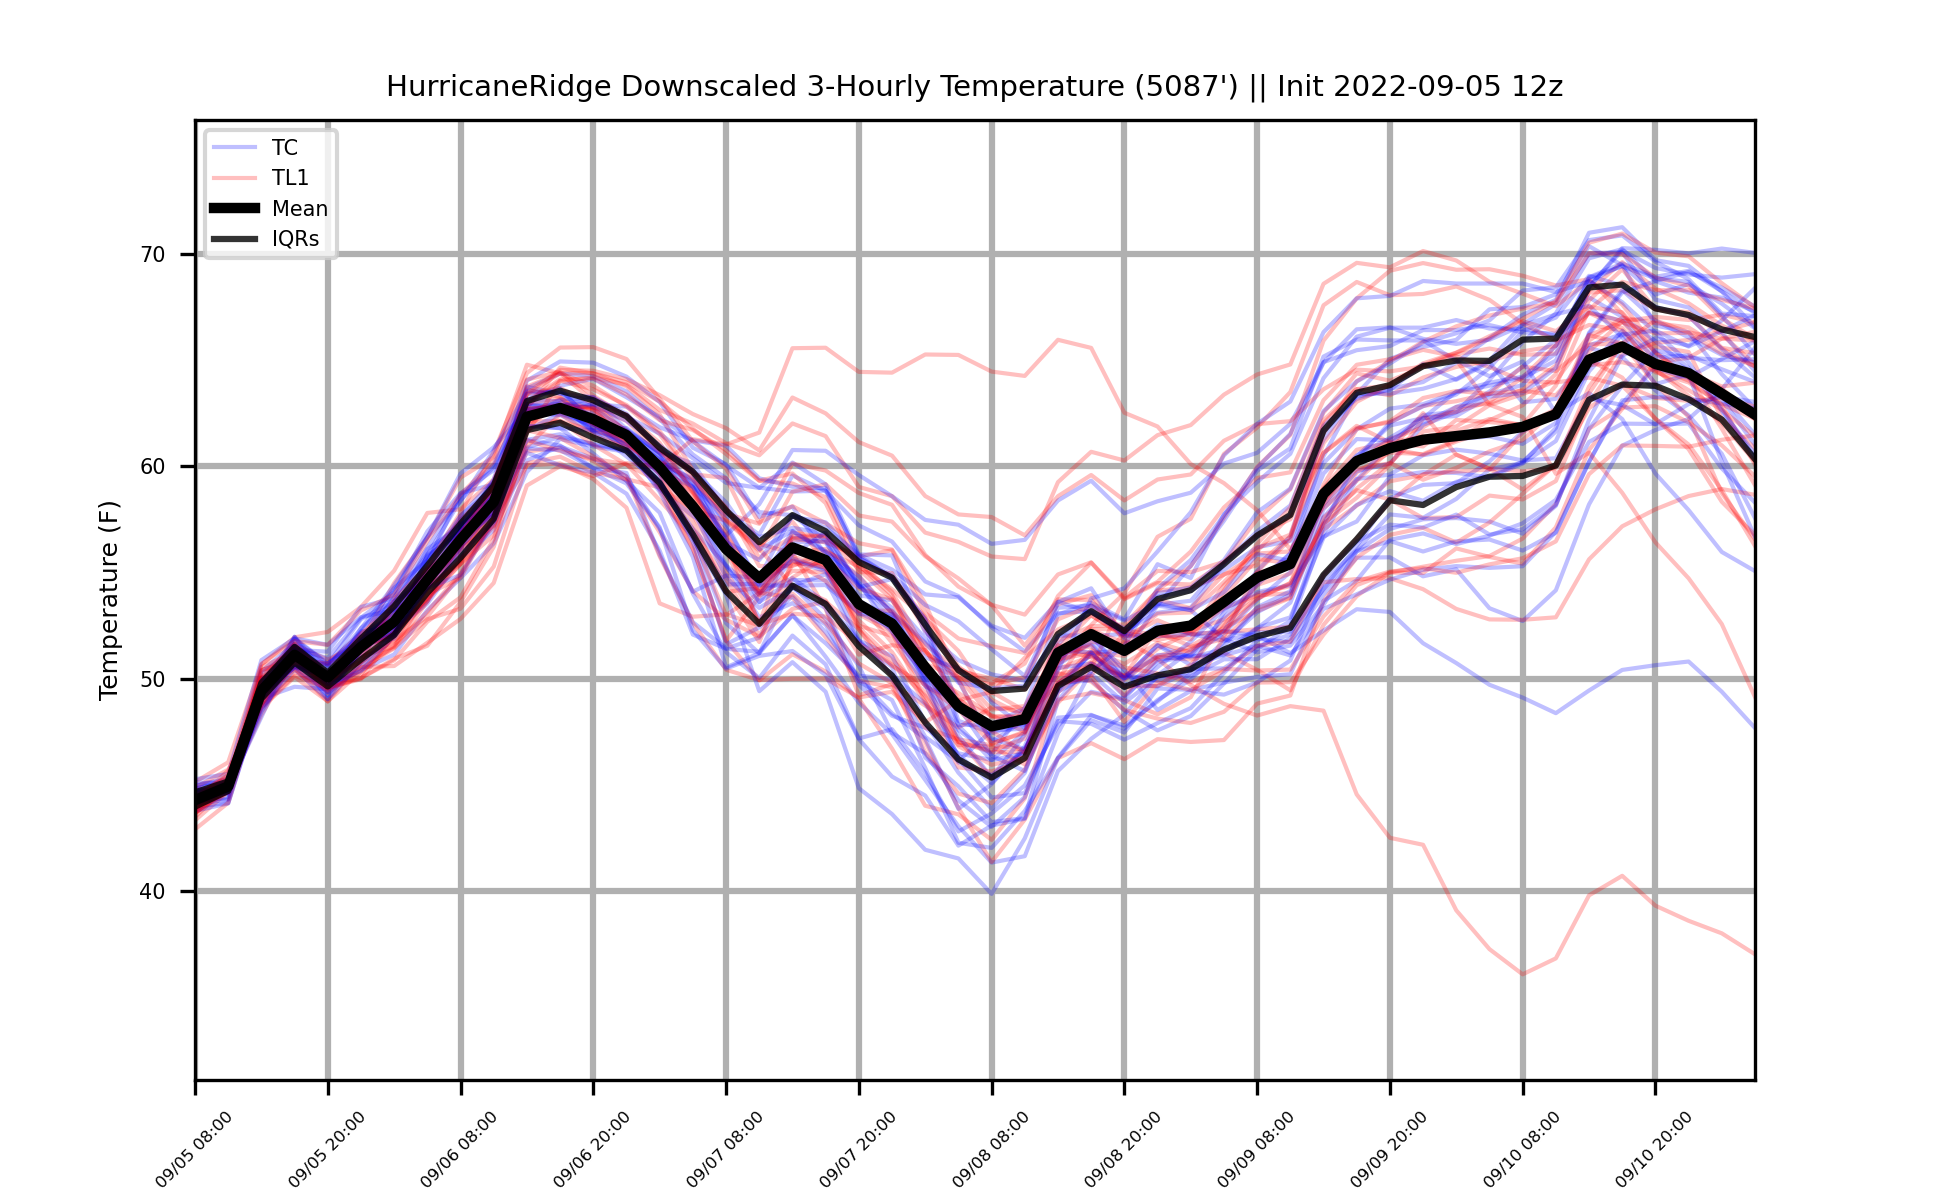 HurricaneRidge Downscaled 3-Hourly Temperature (5087') || Init 2022-09-05 12z
TC
TL1
Mean
IQRs
Temperature (F)
70
60
50
40
09/05 08:00
09/05 20:00
09/06 08:00
09/06 20:00
09/07 08:00
09/07 20:00
09/08 08:00
09/08 20:00
09/09 08:00
09/09 20:00
09/10 08:00
09/10 20:00